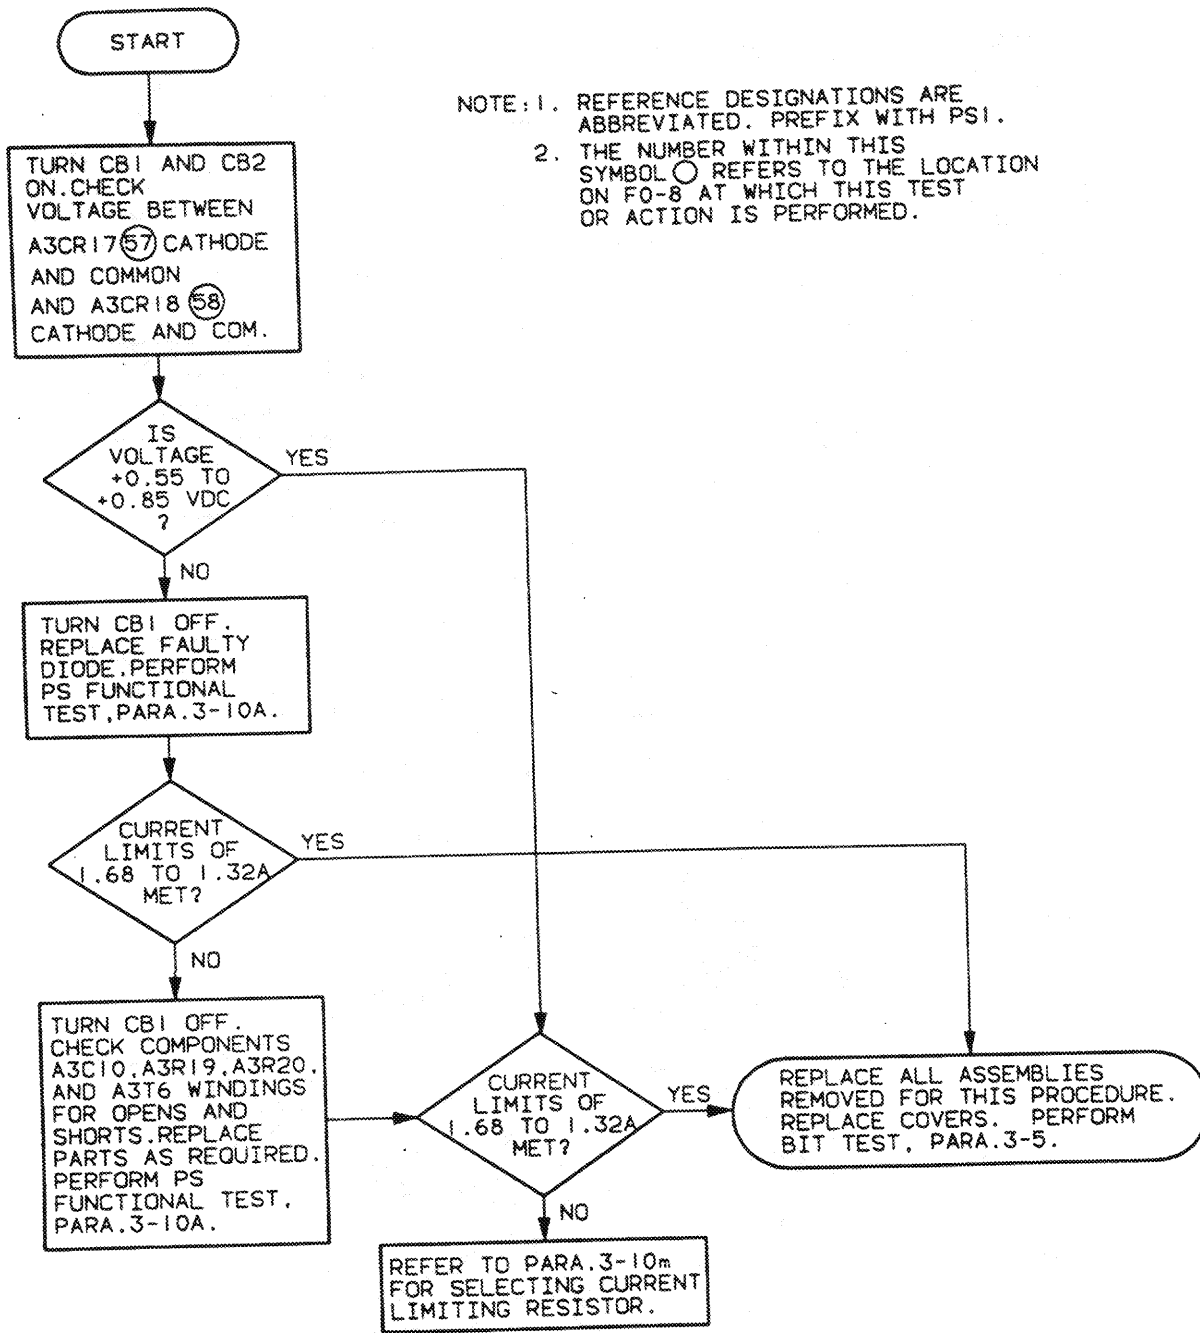 START
NOTE: 1. REFERENCE DESIGNATIONS ARE
ABBREVIATED. PREFIX WITH PS1.
2. THE NUMBER WITHIN THIS
SYMBOL ○ REFERS TO THE LOCATION
ON FO-8 AT WHICH THIS TEST
OR ACTION IS PERFORMED.
TURN CB1 AND CB2
ON. CHECK
VOLTAGE BETWEEN
A3CR17 57 CATHODE
AND COMMON
AND A3CR18 58
CATHODE AND COM.
IS
VOLTAGE
+0.55 TO
+0.85 VDC
?
YES
NO
TURN CB1 OFF.
REPLACE FAULTY
DIODE. PERFORM
PS FUNCTIONAL
TEST, PARA. 3-10A.
CURRENT
LIMITS OF
1.68 TO 1.32A
MET?
YES
NO
TURN CB1 OFF.
CHECK COMPONENTS
A3C10, A3R19, A3R20,
AND A3T6 WINDINGS
FOR OPENS AND
SHORTS. REPLACE
PARTS AS REQUIRED.
PERFORM PS
FUNCTIONAL TEST,
PARA. 3-10A.
CURRENT
LIMITS OF
1.68 TO 1.32A
MET?
YES
NO
REPLACE ALL ASSEMBLIES
REMOVED FOR THIS PROCEDURE.
REPLACE COVERS. PERFORM
BIT TEST, PARA. 3-5.
REFER TO PARA. 3-10m
FOR SELECTING CURRENT
LIMITING RESISTOR.